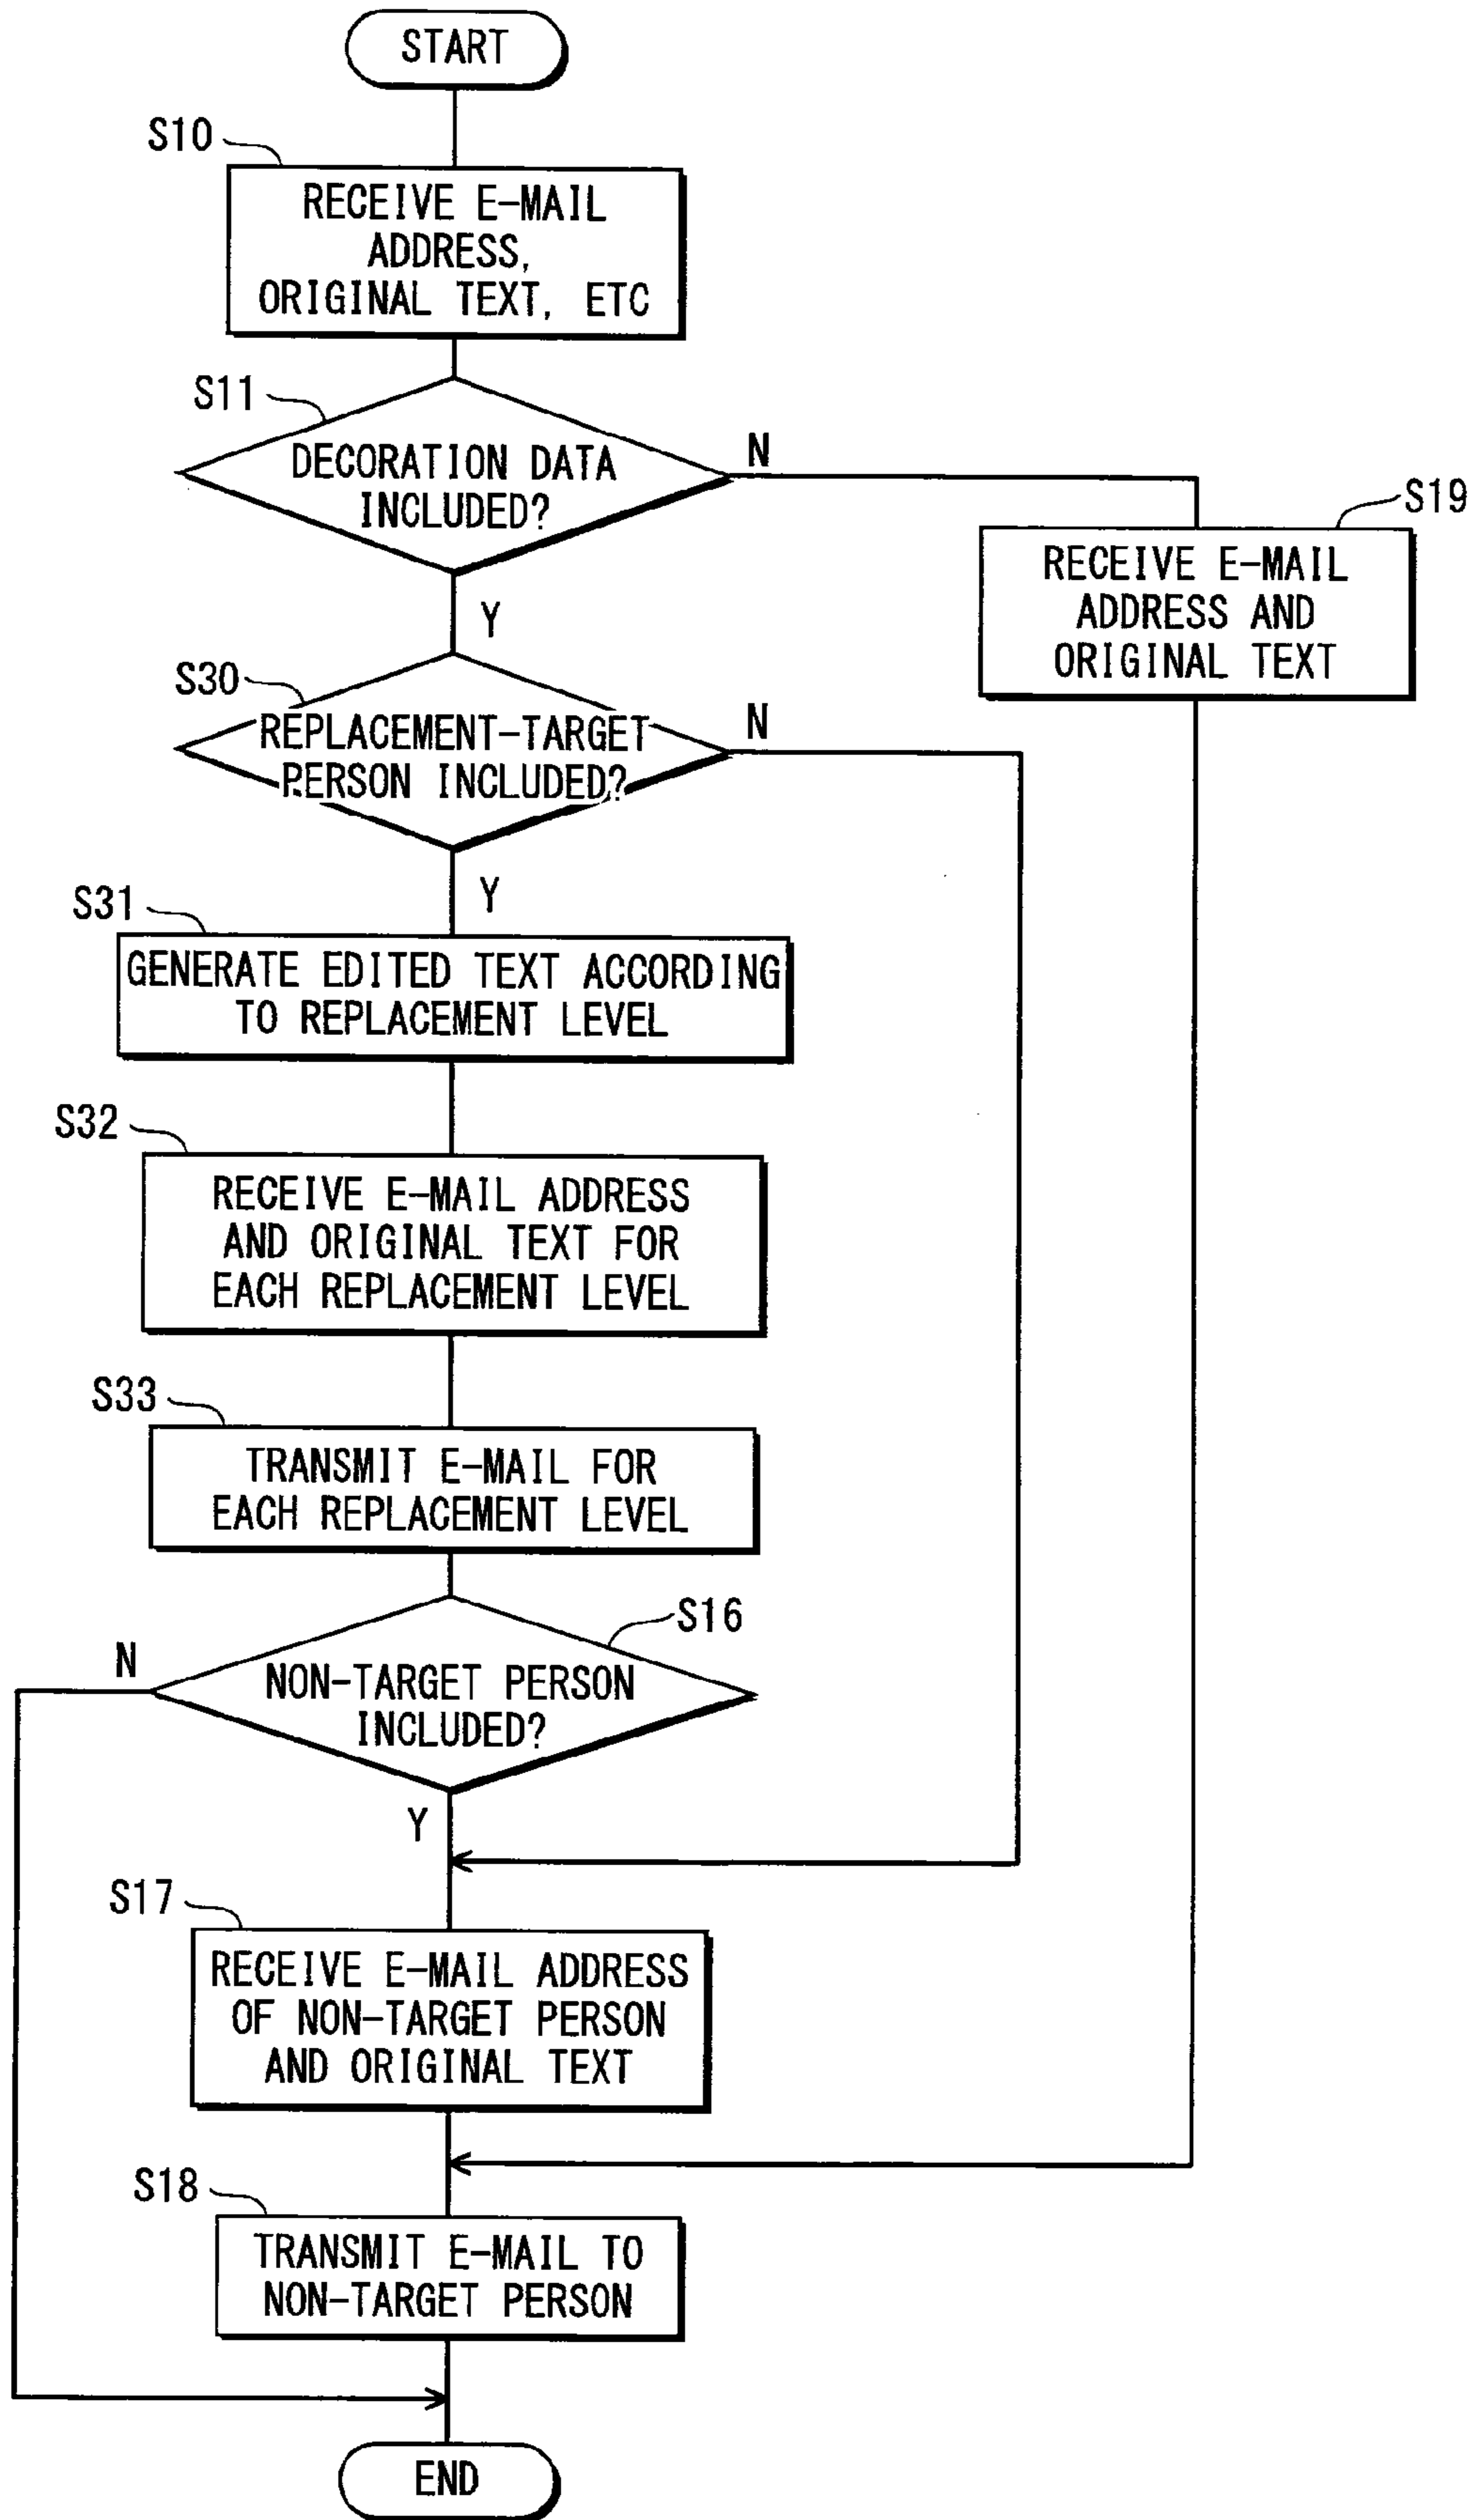 START
S10
RECEIVE E-MAIL
ADDRESS,
ORIGINAL TEXT, ETC
S11
DECORATION DATA
INCLUDED?
N
Y
S19
RECEIVE E-MAIL
ADDRESS AND
ORIGINAL TEXT
S30
REPLACEMENT-TARGET
PERSON INCLUDED?
N
Y
S31
GENERATE EDITED TEXT ACCORDING
TO REPLACEMENT LEVEL
S32
RECEIVE E-MAIL ADDRESS
AND ORIGINAL TEXT FOR
EACH REPLACEMENT LEVEL
S33
TRANSMIT E-MAIL FOR
EACH REPLACEMENT LEVEL
S16
N
NON-TARGET PERSON
INCLUDED?
Y
S17
RECEIVE E-MAIL ADDRESS
OF NON-TARGET PERSON
AND ORIGINAL TEXT
S18
TRANSMIT E-MAIL TO
NON-TARGET PERSON
END